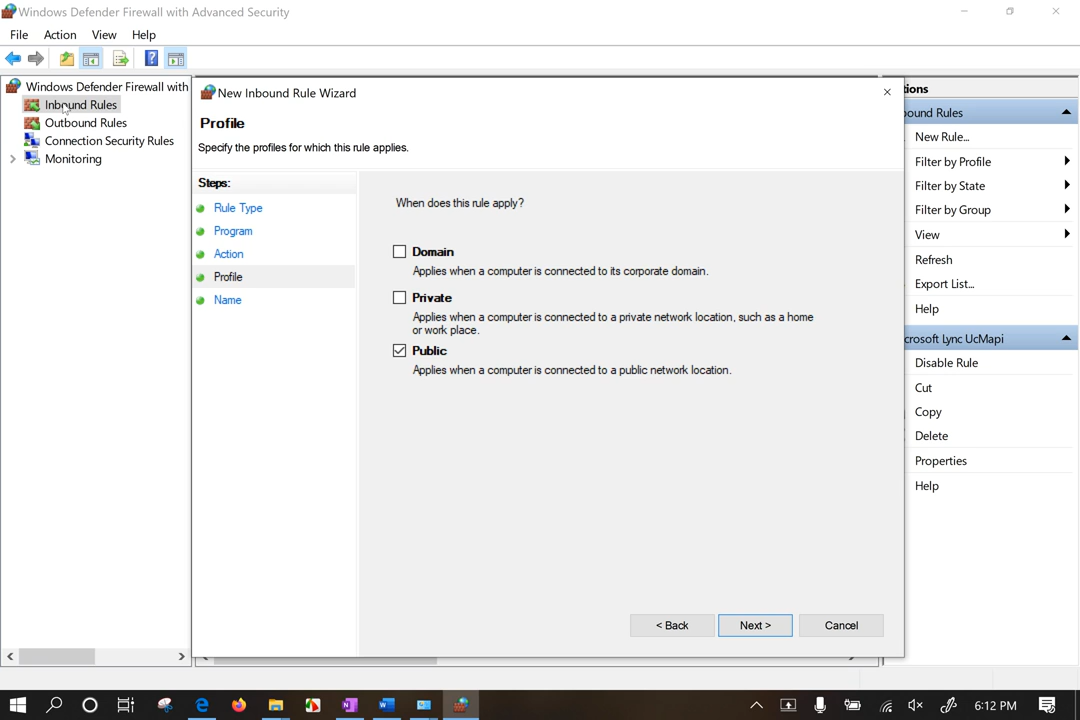 Windows Defender Firewall with Advanced Security
File Action View Help
Windows Defender Firewall with
Inbound Rules
Outbound Rules
Connection Security Rules
Monitoring
New Inbound Rule Wizard
Profile
Specify the profiles for which this rule applies.
Steps:
Rule Type
Program
Action
Profile
Name
When does this rule apply?
Domain
Applies when a computer is connected to its corporate domain.
Private
Applies when a computer is connected to a private network location, such as a home
or work place.
Public
Applies when a computer is connected to a public network location.
< Back Next > Cancel
tions
bound Rules
New Rule...
Filter by Profile
Filter by State
Filter by Group
View
Refresh
Export List...
Help
crosoft Lync UcMapi
Disable Rule
Cut
Copy
Delete
Properties
Help
6:12 PM